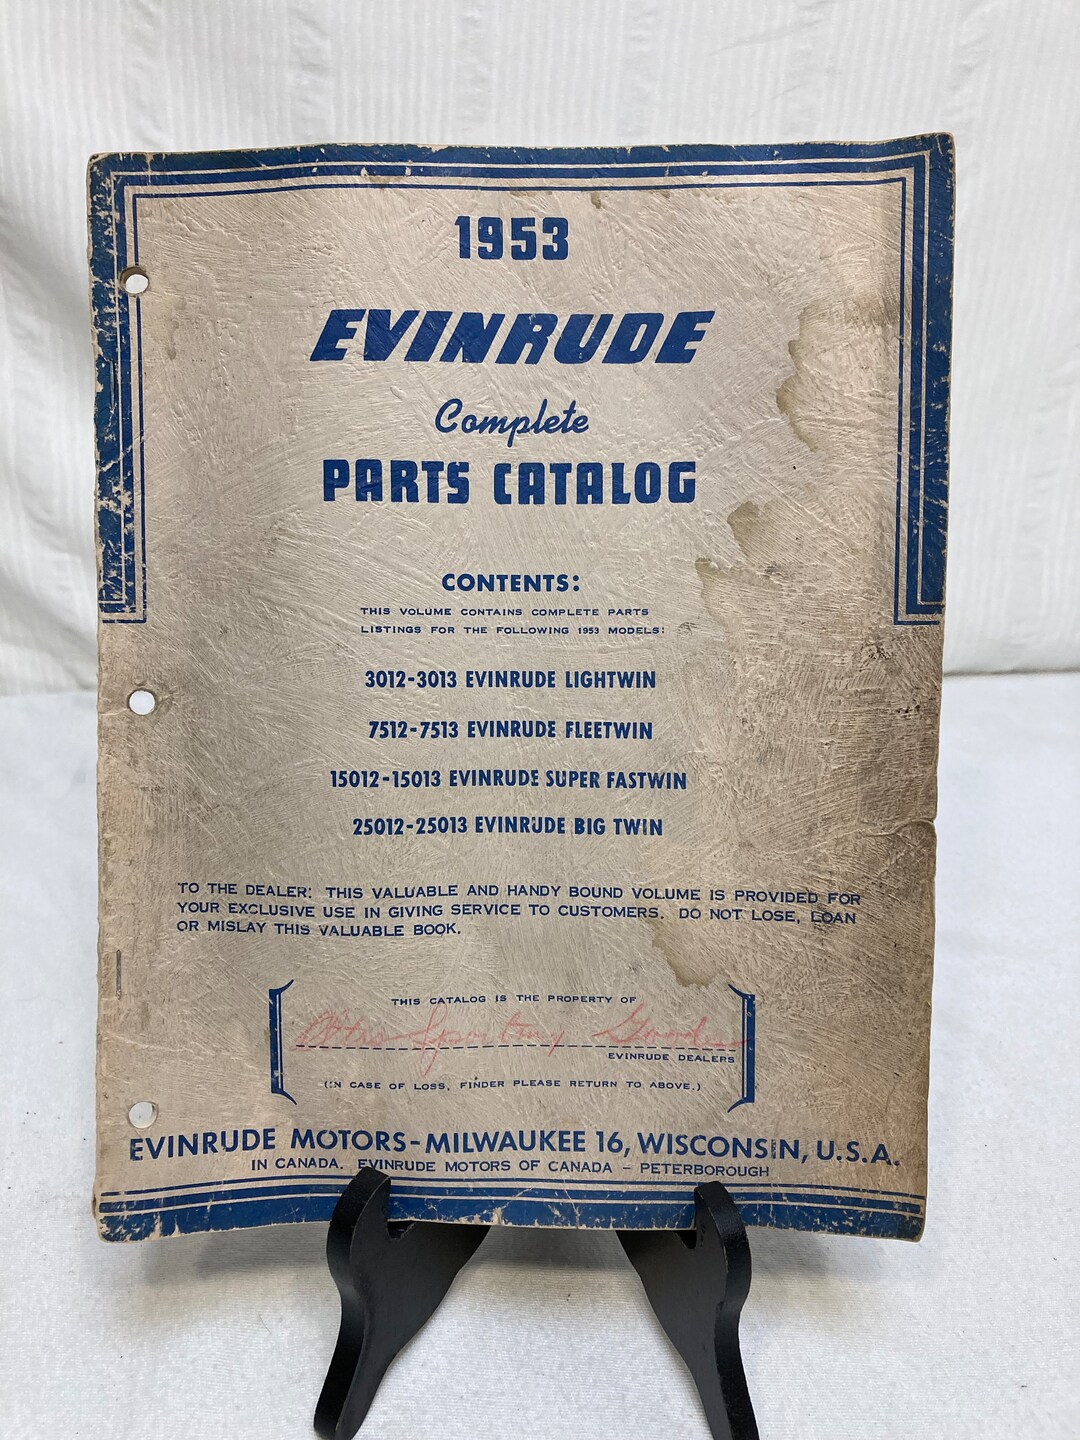 1953
EVINRUDE
Complete
PARTS CATALOG
CONTENTS:
THIS VOLUME CONTAINS COMPLETE PARTS
LISTINGS FOR THE FOLLOWING 1953 MODELS:
3012-3013 EVINRUDE LIGHTWIN
7512-7513 EVINRUDE FLEETWIN
15012-15013 EVINRUDE SUPER FASTWIN
25012-25013 EVINRUDE BIG TWIN
TO THE DEALER: THIS VALUABLE AND HANDY BOUND VOLUME IS PROVIDED FOR
YOUR EXCLUSIVE USE IN GIVING SERVICE TO CUSTOMERS. DO NOT LOSE, LOAN
OR MISLAY THIS VALUABLE BOOK.
THIS CATALOG IS THE PROPERTY OF
Sporting Goods
EVINRUDE DEALERS
(IN CASE OF LOSS, FINDER PLEASE RETURN TO ABOVE.)
EVINRUDE MOTORS-MILWAUKEE 16, WISCONSIN, U.S.A.
IN CANADA, EVINRUDE MOTORS OF CANADA - PETERBOROUGH